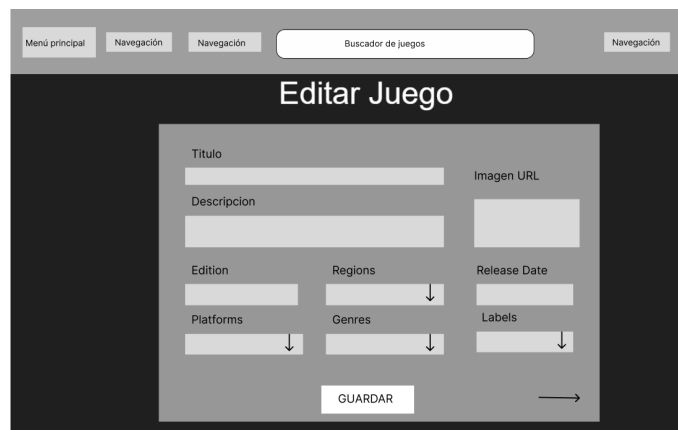 Menú principal
Navegación
Navegación
Buscador de juegos
Navegación
Editar Juego
Titulo
Imagen URL
Descripcion
Edition
Regions
Release Date
Platforms
Genres
Labels
GUARDAR